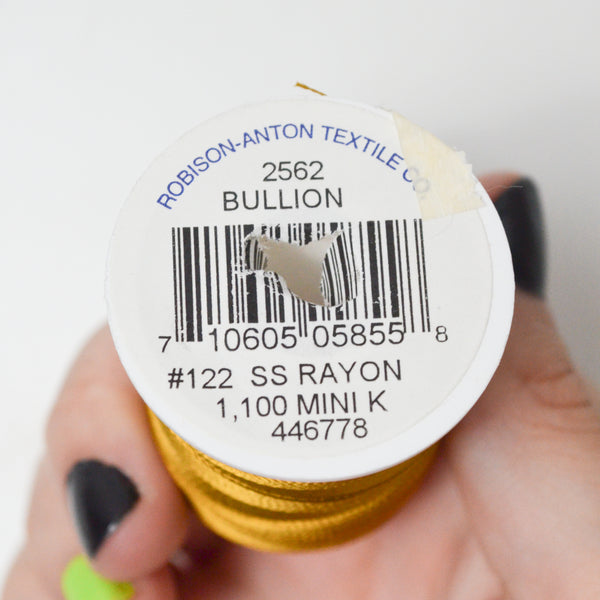 ROBISON-ANTON TEXTILE CO.
2562
BULLION
7 10605 05855 8
#122 SS RAYON
1,100 MINI K
446778